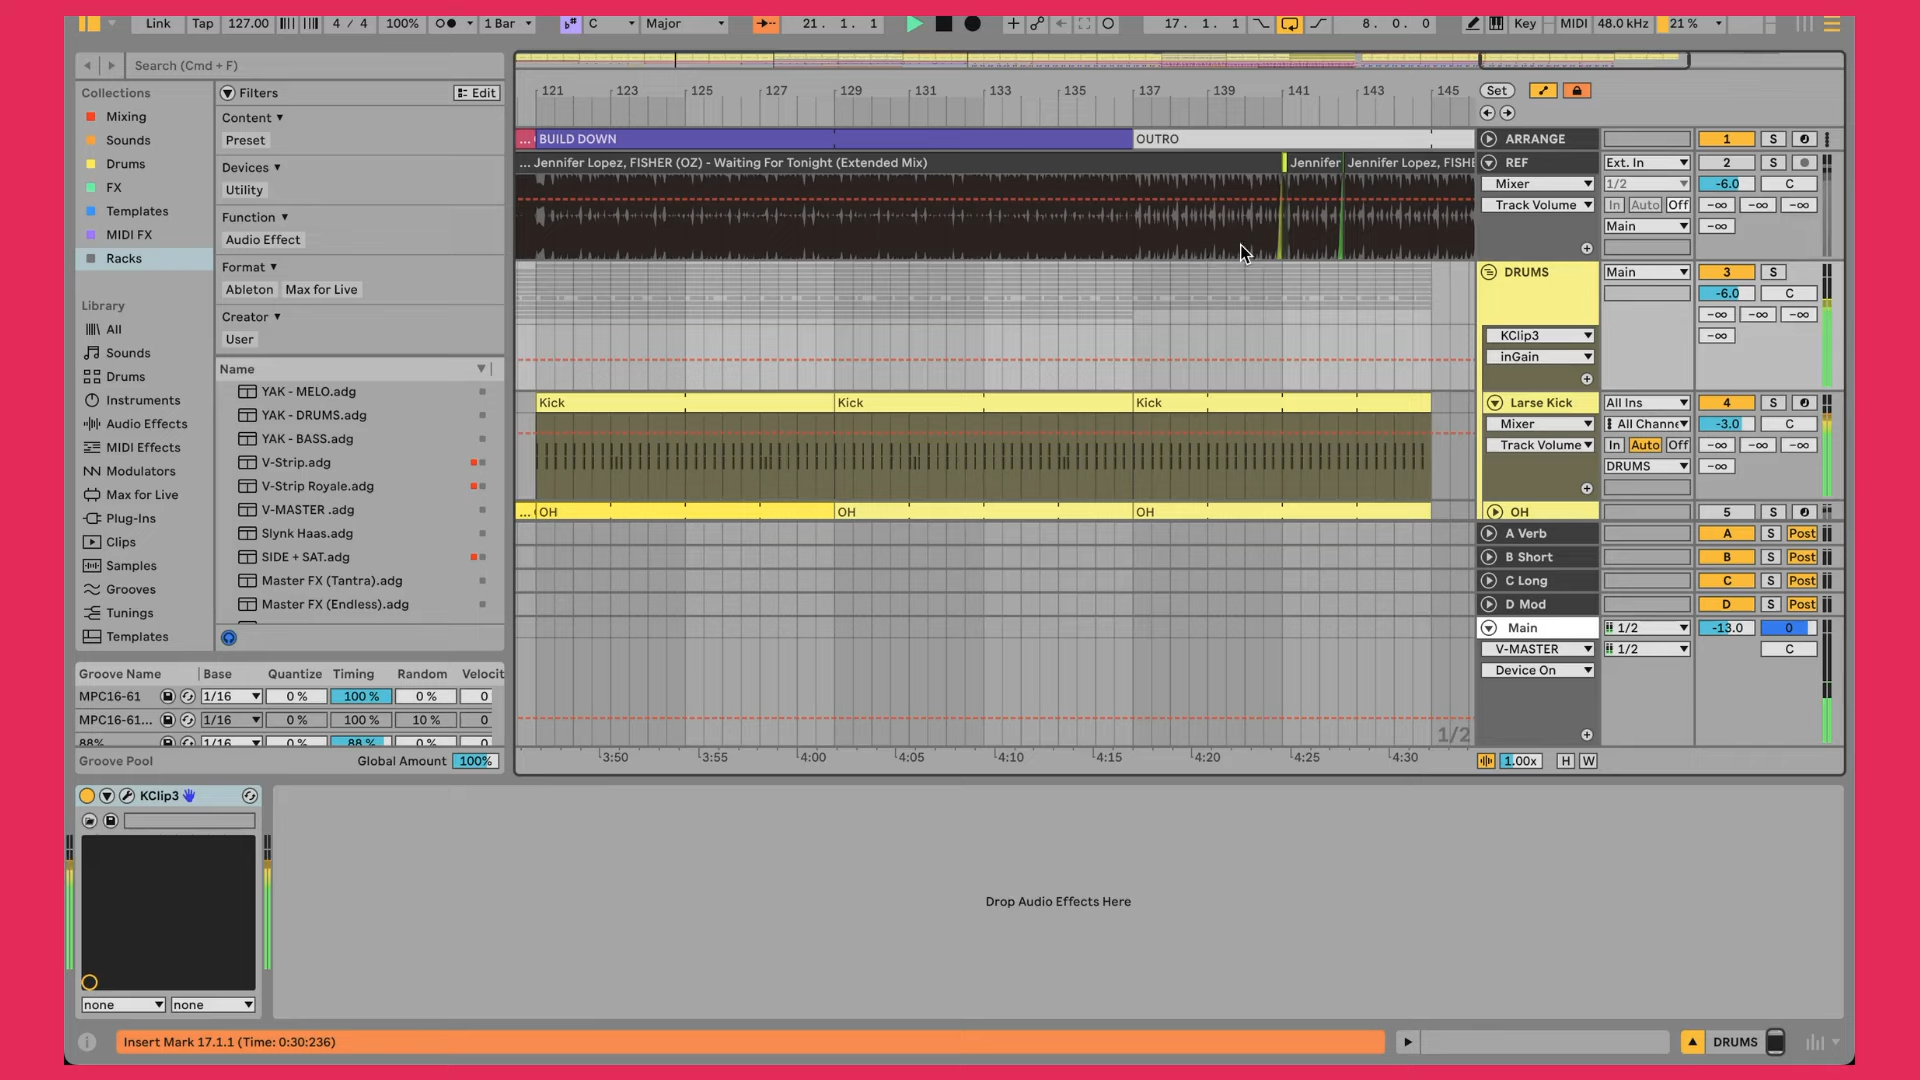 Link Tap 127.00 4 / 4 100% 1 Bar C Major 21. 1. 1 17. 1. 1 8. 0. 0 Key MIDI 48.0 kHz 21 %
Search (Cmd + F)
Collections
Mixing
Sounds
Drums
FX
Templates
MIDI FX
Racks
Library
All
Sounds
Drums
Instruments
Audio Effects
MIDI Effects
Modulators
Max for Live
Plug-Ins
Clips
Samples
Grooves
Tunings
Templates
Filters Edit
Content
Preset
Devices
Utility
Function
Audio Effect
Format
Ableton Max for Live
Creator
User
Name
YAK - MELO.adg
YAK - DRUMS.adg
YAK - BASS.adg
V-Strip.adg
V-Strip Royale.adg
V-MASTER .adg
Slynk Haas.adg
SIDE + SAT.adg
Master FX (Tantra).adg
Master FX (Endless).adg
Groove Name Base Quantize Timing Random Velocit
MPC16-61 1/16 0 % 100 % 0 % 0
MPC16-61... 1/16 0 % 100 % 10 % 0
88% 1/16 0 % 88 % 0 % 0
Groove Pool Global Amount 100%
121 123 125 127 129 131 133 135 137 139 141 143 145
Set
... BUILD DOWN OUTRO
ARRANGE 1 S
... Jennifer Lopez, FISHER (OZ) - Waiting For Tonight (Extended Mix) Jennifer Jennifer Lopez, FISHE
REF Ext. In 2 S
Mixer 1/2 -6.0 C
Track Volume In Auto Off -∞ -∞ -∞
Main -∞
DRUMS Main 3 S
-6.0 C
-∞ -∞ -∞
KClip3 -∞
inGain
Kick Kick Kick
Larse Kick All Ins 4 S
Mixer All Channe -3.0 C
Track Volume In Auto Off -∞ -∞ -∞
DRUMS -∞
... OH OH OH
OH 5 S
A Verb A S Post
B Short B S Post
C Long C S Post
D Mod D S Post
Main 1/2 -13.0 0
V-MASTER 1/2 C
Device On
1/2
3:50 3:55 4:00 4:05 4:10 4:15 4:20 4:25 4:30
1.00x H W
KClip3
none none
Drop Audio Effects Here
Insert Mark 17.1.1 (Time: 0:30:236)
DRUMS